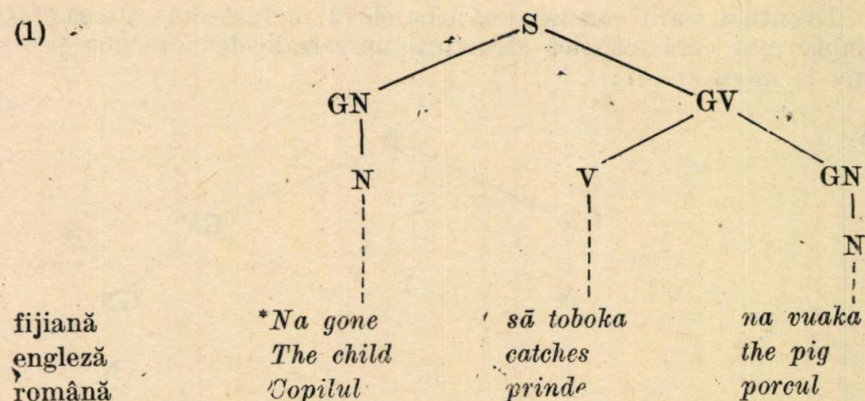 (1)
S
GN GV
N V GN
N
fijiană *Na gone să toboka na vuaka
engleză The child catches the pig
română Copilul prinde porcul